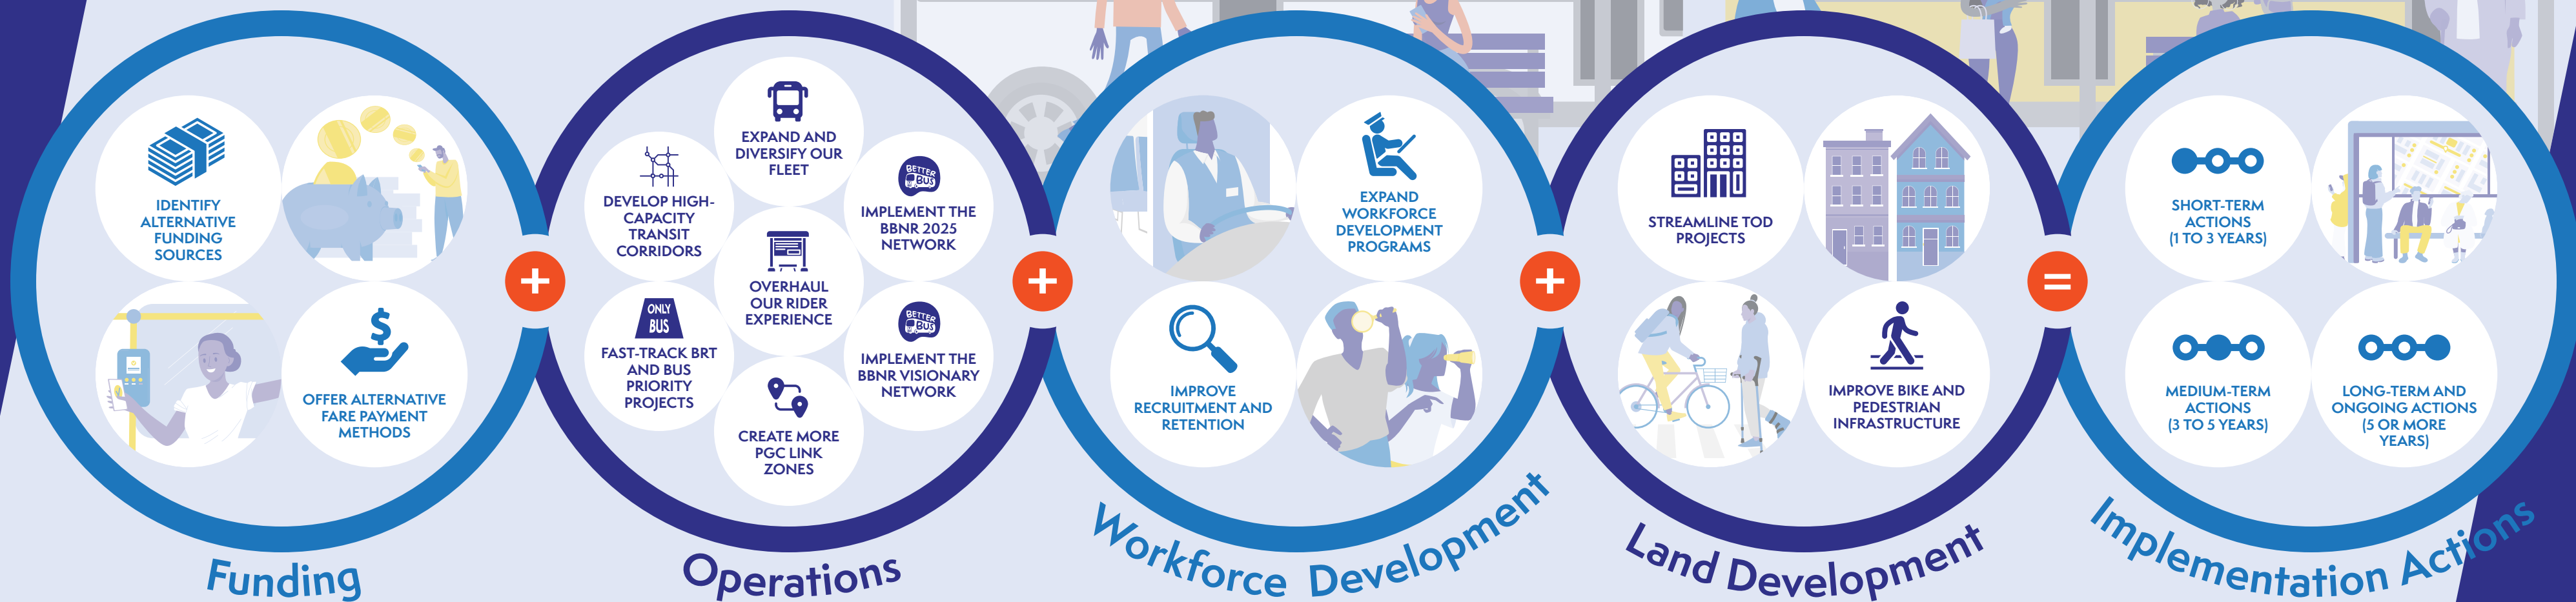 IDENTIFY
ALTERNATIVE
FUNDING
SOURCES
OFFER ALTERNATIVE
FARE PAYMENT
METHODS
Funding
+
EXPAND AND
DIVERSIFY OUR
FLEET
DEVELOP HIGH-
CAPACITY
TRANSIT
CORRIDORS
BETTER
BUS
IMPLEMENT THE
BBNR 2025
NETWORK
OVERHAUL
OUR RIDER
EXPERIENCE
ONLY
BUS
FAST-TRACK BRT
AND BUS
PRIORITY
PROJECTS
BETTER
BUS
IMPLEMENT THE
BBNR VISIONARY
NETWORK
CREATE MORE
PGC LINK
ZONES
Operations
+
EXPAND
WORKFORCE
DEVELOPMENT
PROGRAMS
IMPROVE
RECRUITMENT AND
RETENTION
Workforce Development
+
STREAMLINE TOD
PROJECTS
IMPROVE BIKE AND
PEDESTRIAN
INFRASTRUCTURE
Land Development
=
SHORT-TERM
ACTIONS
(1 TO 3 YEARS)
MEDIUM-TERM
ACTIONS
(3 TO 5 YEARS)
LONG-TERM AND
ONGOING ACTIONS
(5 OR MORE
YEARS)
Implementation Actions